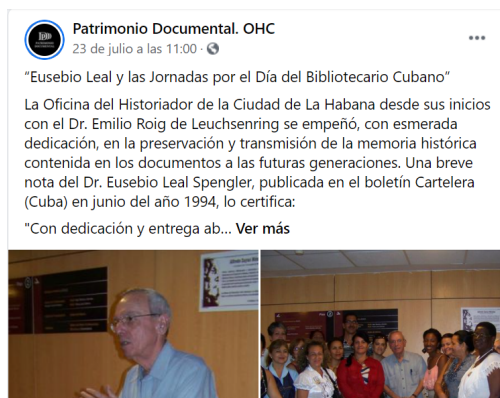 Patrimonio Documental. OHC
23 de julio a las 11:00 ·
“Eusebio Leal y las Jornadas por el Día del Bibliotecario Cubano”
La Oficina del Historiador de la Ciudad de La Habana desde sus inicios
con el Dr. Emilio Roig de Leuchsenring se empeñó, con esmerada
dedicación, en la preservación y transmisión de la memoria histórica
contenida en los documentos a las futuras generaciones. Una breve
nota del Dr. Eusebio Leal Spengler, publicada en el boletín Cartelera
(Cuba) en junio del año 1994, lo certifica:
"Con dedicación y entrega ab... Ver más